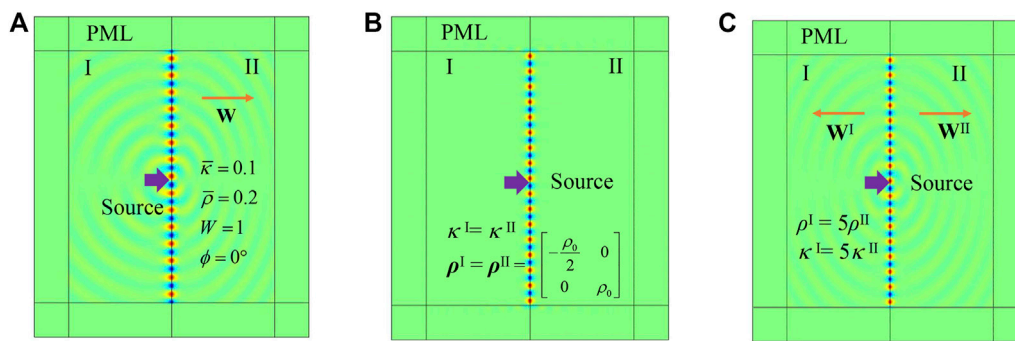 A
PML
I
II
W
κ̅ = 0.1
ρ̅ = 0.2
W = 1
ϕ = 0°
Source
B
PML
I
II
Source
κ^I = κ^II
ρ^I = ρ^II = [ -ρ₀/2 0
0 ρ₀ ]
C
PML
I
II
W^I
W^II
Source
ρ^I = 5ρ^II
κ^I = 5κ^II